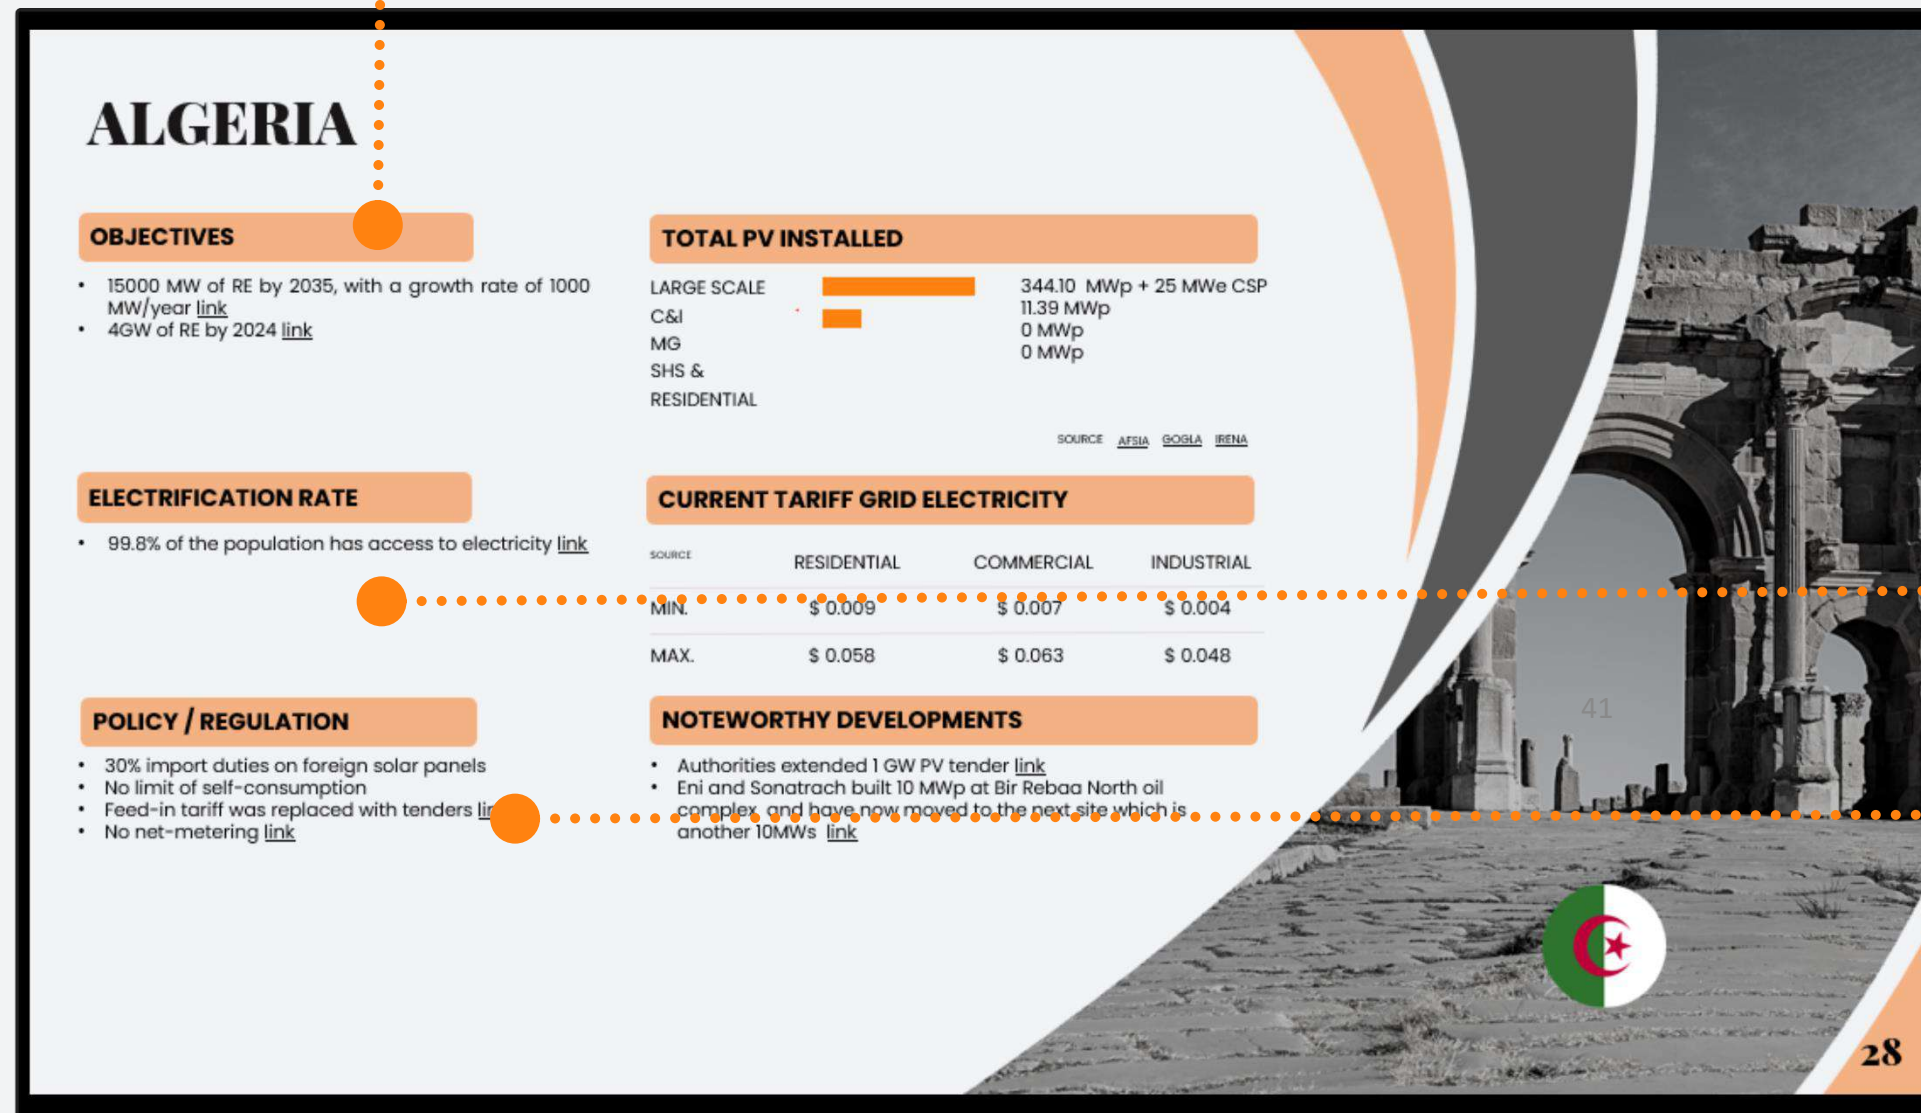 ALGERIA
OBJECTIVES
• 15000 MW of RE by 2035, with a growth rate of 1000
MW/year link
• 4GW of RE by 2024 link
ELECTRIFICATION RATE
• 99.8% of the population has access to electricity link
POLICY / REGULATION
• 30% import duties on foreign solar panels
• No limit of self-consumption
• Feed-in tariff was replaced with tenders
• No net-metering link
TOTAL PV INSTALLED
LARGE SCALE 344.10 MWp + 25 MWe CSP
C&I 11.39 MWp
MG 0 MWp
SHS & 0 MWp
RESIDENTIAL
SOURCE AFSIA GOGLA IRENA
CURRENT TARIFF GRID ELECTRICITY
SOURCE RESIDENTIAL COMMERCIAL INDUSTRIAL
MIN. $ 0.009 $ 0.007 $ 0.004
MAX. $ 0.058 $ 0.063 $ 0.048
NOTEWORTHY DEVELOPMENTS
• Authorities extended 1 GW PV tender link
• Eni and Sonatrach built 10 MWp at Bir Rebaa North oil
complex, and have now moved to the next site which is
another 10MWs link
41
28